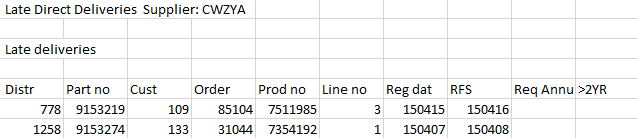 Late Direct Deliveries  Supplier: CWZYA
Late deliveries
Distr Part no Cust Order Prod no Line no Reg dat RFS Req Annu >2YR
778 9153219 109 85104 7511985 3 150415 150416
1258 9153274 133 31044 7354192 1 150407 150408